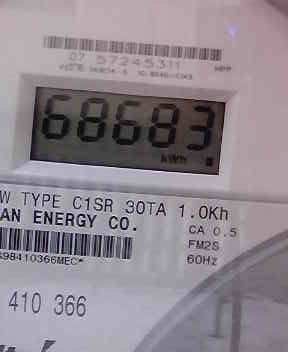 07 57245311
68683
kWh
W TYPE C1SR 30TA 1.0Kh
AN ENERGY CO.
CA 0.5
FM2S
60Hz
S98410366MEC*
410 366